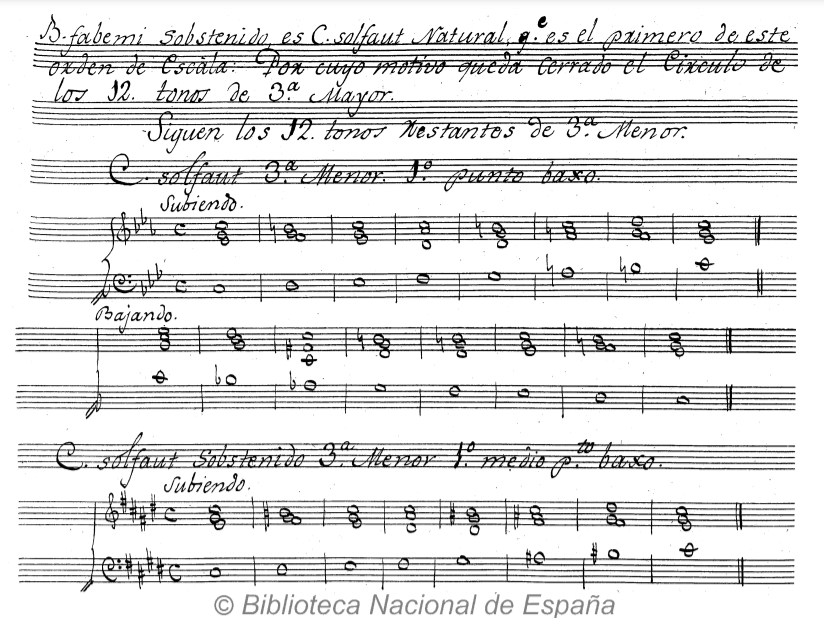 B. fabemi Sobstenido, es C. solfaut Natural, q.e es el primero de este
orden de Escàla: Por cuyo motivo queda Cerrado el Circulo de
los 12. tonos de 3.a Mayor.
Siguen los 12. tonos Restantes de 3.a Menor.
C. solfaut 3.a Menor. 1.o punto baxo.
Subiendo.
Bajando.
C. solfaut Sobstenido 3.a Menor 1.o medio p.to baxo.
Subiendo.
© Biblioteca Nacional de España